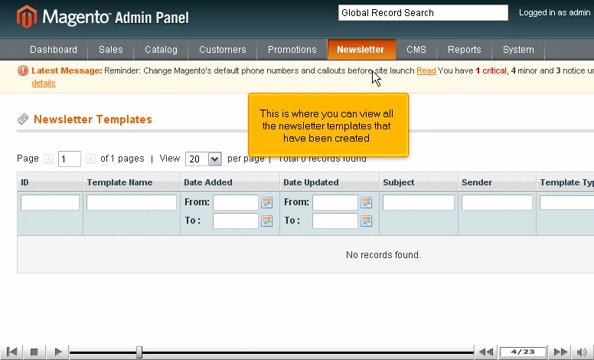 Magento™ Admin Panel
Global Record Search
Logged in as admin
Dashboard Sales Catalog Customers Promotions Newsletter CMS Reports System
Latest Message: Reminder: Change Magento's default phone numbers and callouts before site launch Read You have 1 critical, 4 minor and 3 notice
details
This is where you can view all
the newsletter templates that
have been created
Newsletter Templates
Page 1 of 1 pages | View 20 per page | Total 0 records found
ID Template Name Date Added Date Updated Subject Sender Template
From: From:
To : To :
No records found.
4/23